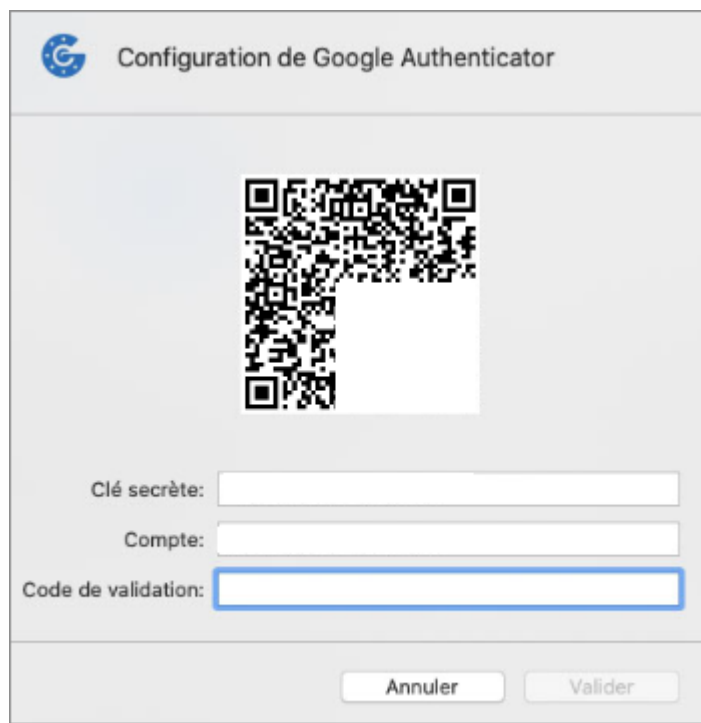 Configuration de Google Authenticator
Clé secrète:
Compte:
Code de validation:
Annuler
Valider